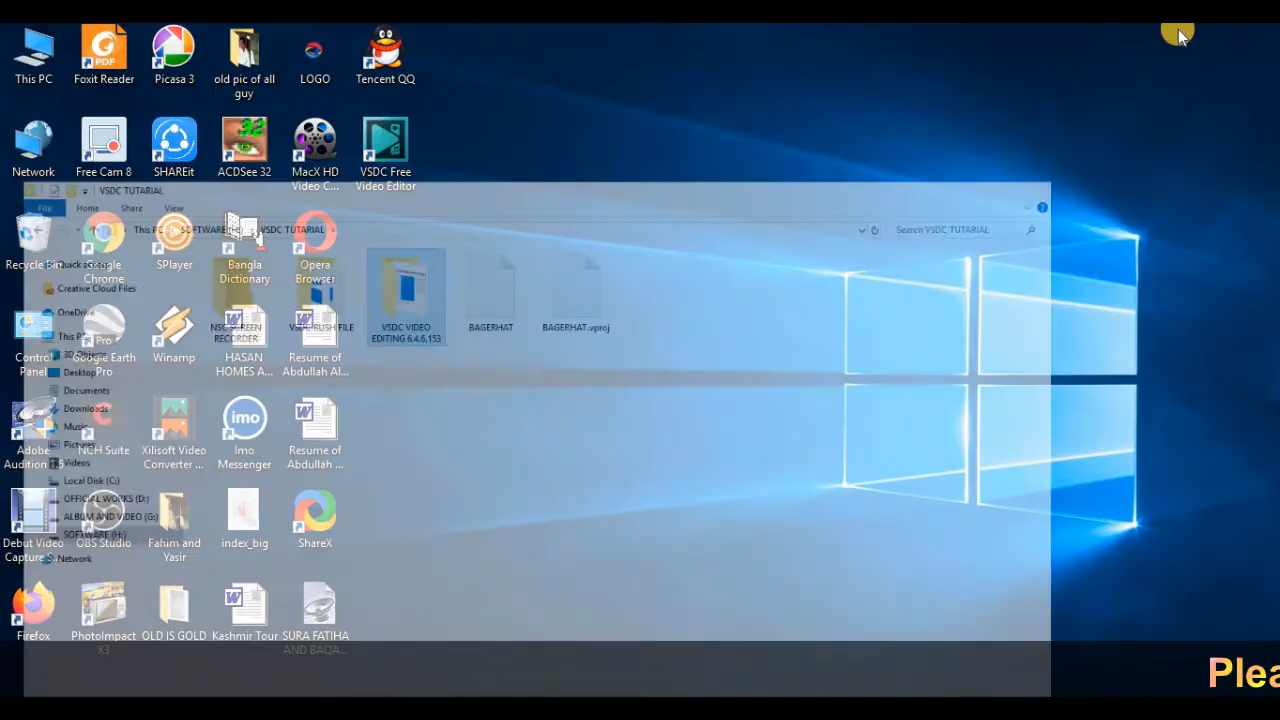 This PC
Foxit Reader
Picasa 3
old pic of all
guy
LOGO
Tencent QQ
Network
Free Cam 8
SHAREit
ACDSee 32
MacX HD
Video C...
VSDC Free
Video Editor
VSDC TUTARIAL
File
Home
Share
View
VSDC TUTARIAL
Search VSDC TUTARIAL
Recycle Bin
Google
Chrome
SPlayer
Bangla
Dictionary
Opera
Browser
Creative Cloud Files
OneDrive
This PC
3D Objects
Desktop
Documents
Downloads
Music
Pictures
Videos
Local Disk (C:)
OFFICIAL WORKS (D:)
ALBUM AND VIDEO (G:)
SOFTWARE (H:)
Network
NSC SCREEN
RECORDER
VSDC RUSH FILE
VSDC VIDEO
EDITING 6.4.6.153
BAGERHAT
BAGERHAT.vproj
Control
Panel
Google Earth
Pro
Winamp
HASAN
HOMES A...
Resume of
Abdullah Al...
Adobe
Audition 1.5
NCH Suite
Xilisoft Video
Converter ...
imo
Imo
Messenger
Resume of
Abdullah ...
Debut Video
Capture S...
OBS Studio
Fahim and
Yasir
index_big
ShareX
Firefox
PhotoImpact
X3
OLD IS GOLD
Kashmir Tour
SURA FATIHA
AND BAQA...
Plea